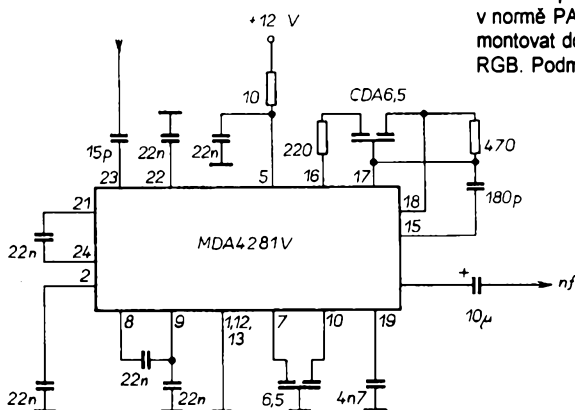 v normě PA
montovat do
RGB. Podm
+12 V
10
CDA6,5
15p
22n
22n
220
470
180p
23
22
5
16
17
18
15
21
24
2
22n
MDA4281V
+
10µ
nf
8
9
1,12,
13
7
10
19
22n
22n
22n
6,5
4n7